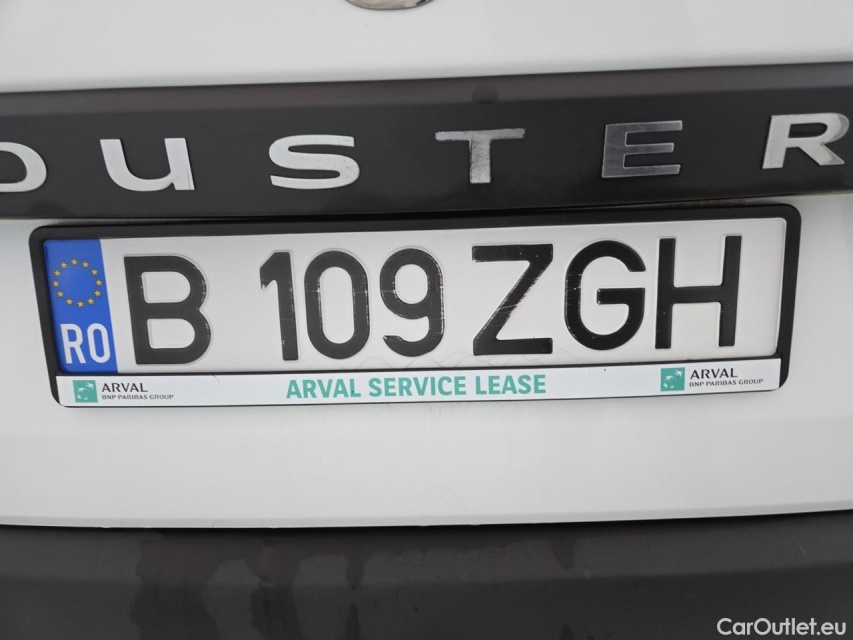 DUSTER
RO B 109 ZGH
ARVAL
BNP PARIBAS GROUP
ARVAL SERVICE LEASE
ARVAL
BNP PARIBAS GROUP
CarOutlet.eu